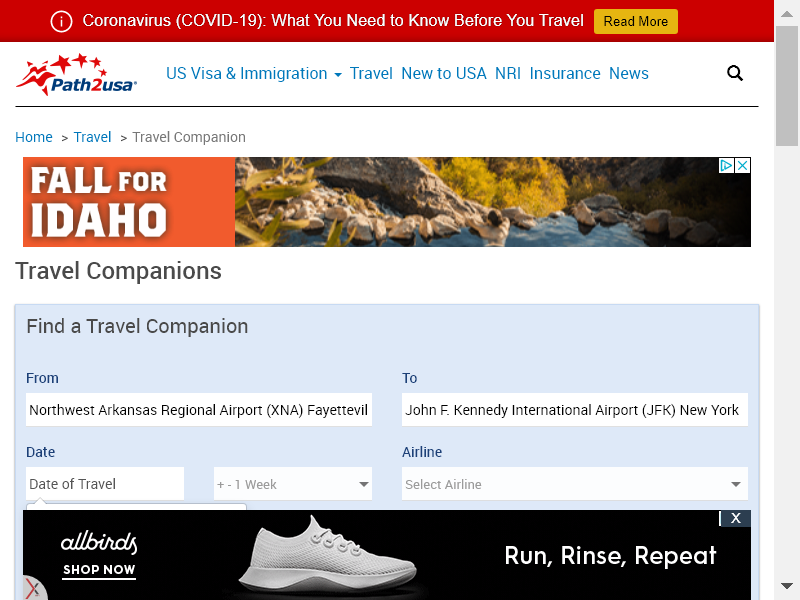 Coronavirus (COVID-19): What You Need to Know Before You Travel Read More
Path2usa
US Visa & Immigration Travel New to USA NRI Insurance News
Home > Travel > Travel Companion
FALL FOR
IDAHO
Travel Companions
Find a Travel Companion
From To
Northwest Arkansas Regional Airport (XNA) Fayettevil John F. Kennedy International Airport (JFK) New York
Date Airline
Date of Travel + - 1 Week Select Airline
X
allbirds
SHOP NOW
Run, Rinse, Repeat